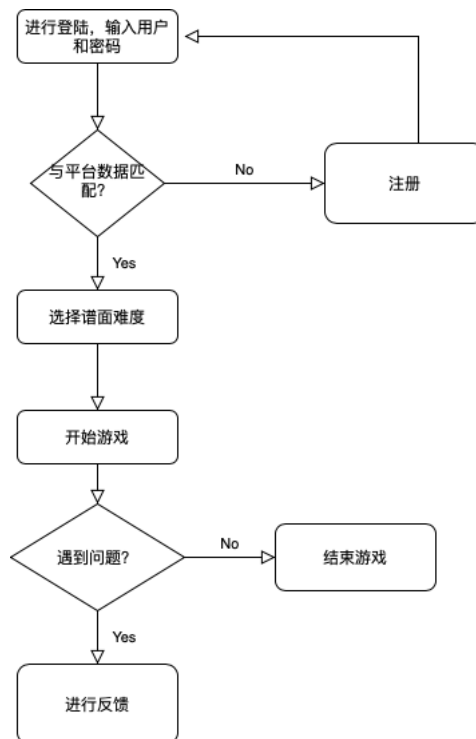 进行登陆，输入用户
和密码
与平台数据匹
配？
No
注册
Yes
选择谱面难度
开始游戏
遇到问题？
No
结束游戏
Yes
进行反馈